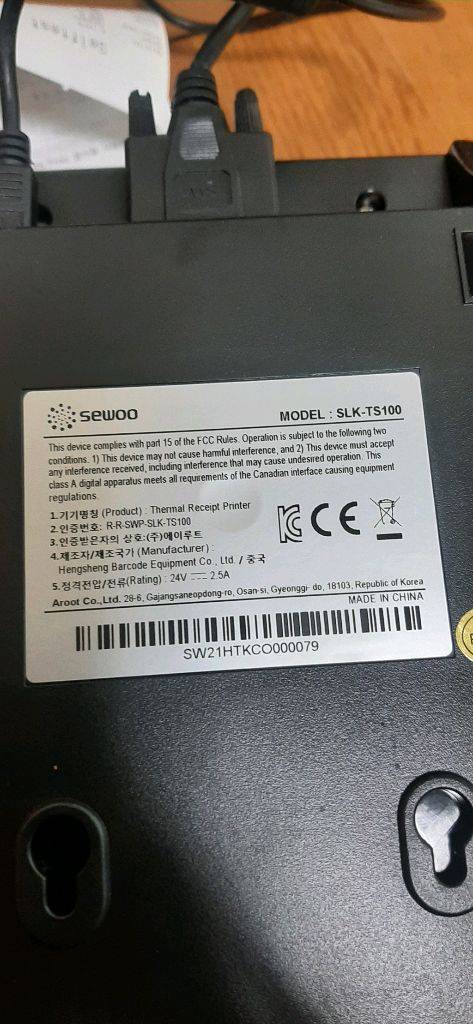 Selftest
sewoo
MODEL : SLK-TS100
This device complies with part 15 of the FCC Rules. Operation is subject to the following two
conditions. 1) This device may not cause harmful interference, and 2) This device must accept
any interference received, including interference that may cause undesired operation. This
class A digital apparatus meets all requirements of the Canadian interface causing equipment
regulations.
1.기기명칭 (Product) : Thermal Receipt Printer
2.인증번호: R-R-SWP-SLK-TS100
3.인증받은자의 상호:(주)에이루트
4.제조자/제조국가 (Manufacturer) :
Hengsheng Barcode Equipment Co., Ltd. / 중국
5.정격전압/전류(Rating) : 24V 2.5A
Aroot Co.,Ltd. 28-6, Gajangsaneopdong-ro, Osan-si, Gyeonggi- do, 18103, Republic of Korea
MADE IN CHINA
SW21HTKCO000079